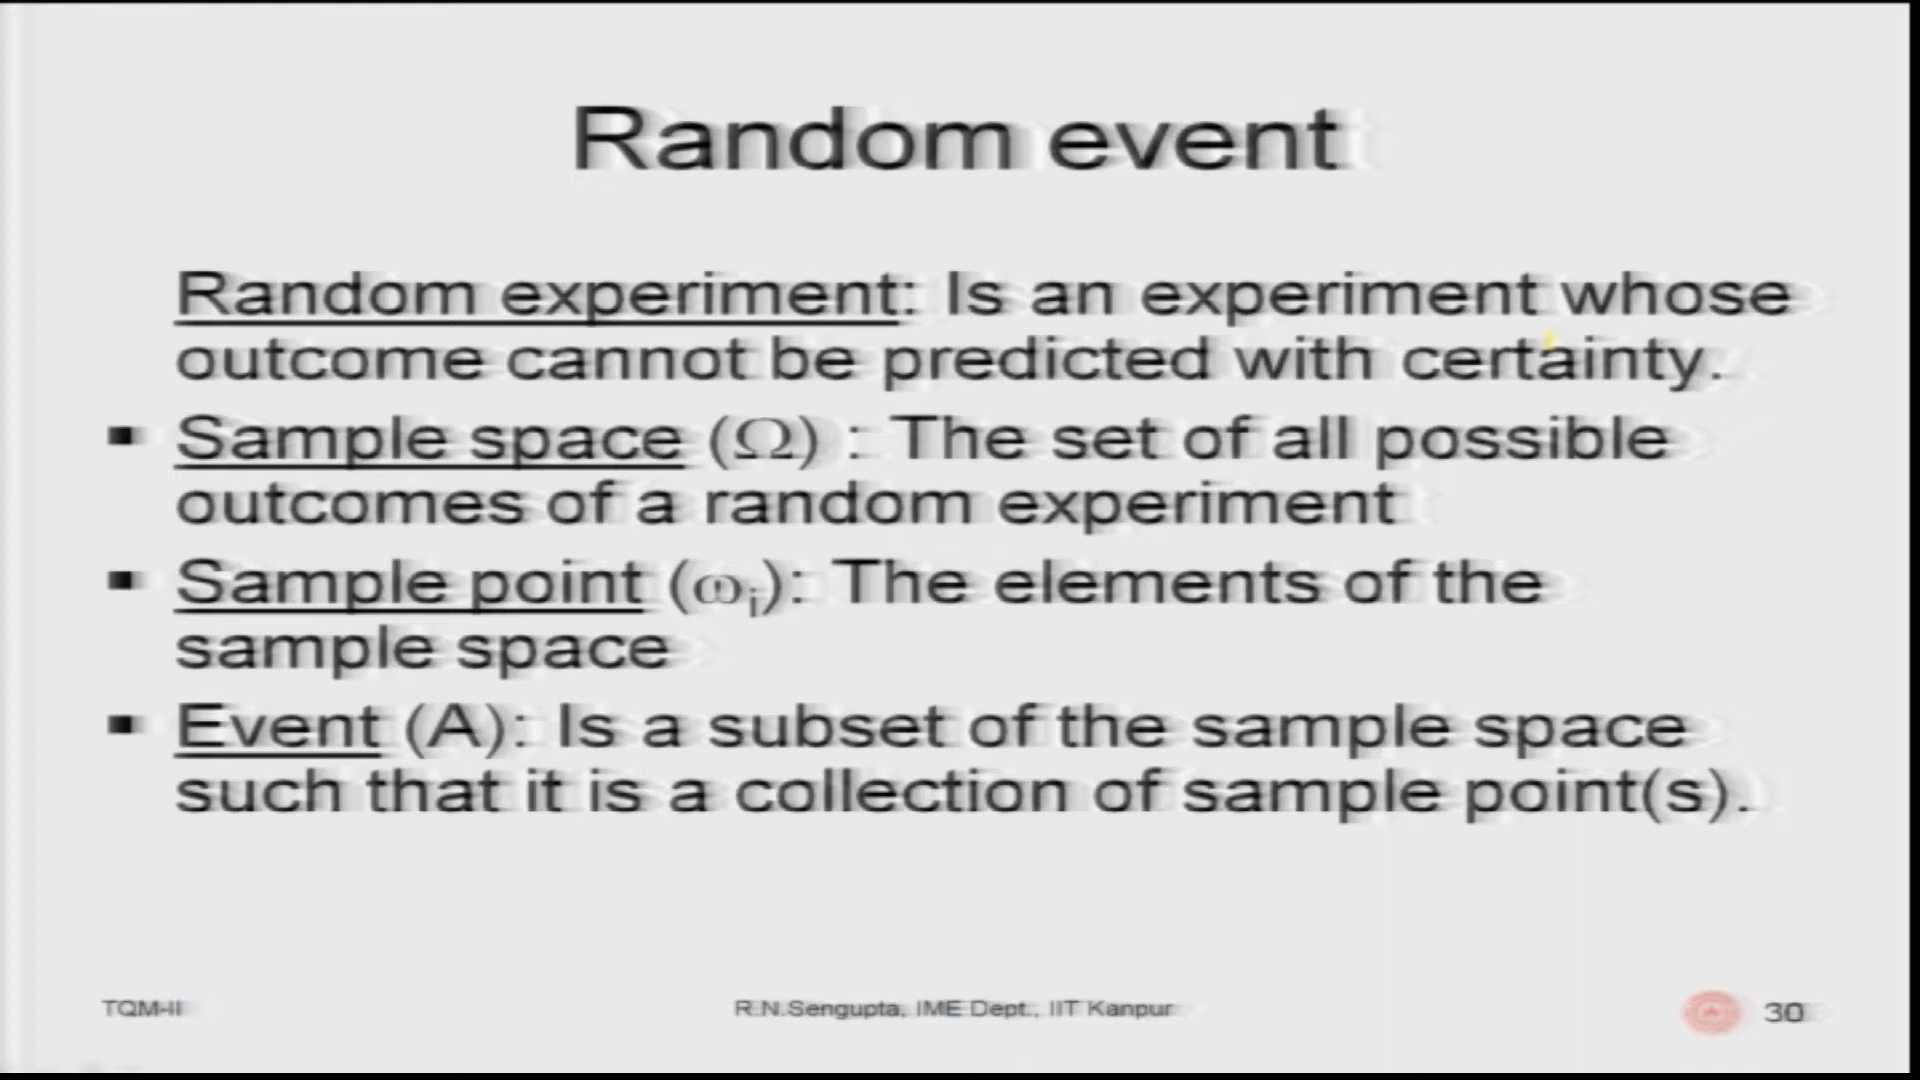 Random event
Random experiment: Is an experiment whose
outcome cannot be predicted with certainty.
▪ Sample space (Ω) : The set of all possible
outcomes of a random experiment
▪ Sample point (ωi): The elements of the
sample space
▪ Event (A): Is a subset of the sample space
such that it is a collection of sample point(s).
TQM-II
R.N.Sengupta, IME Dept., IIT Kanpur
30